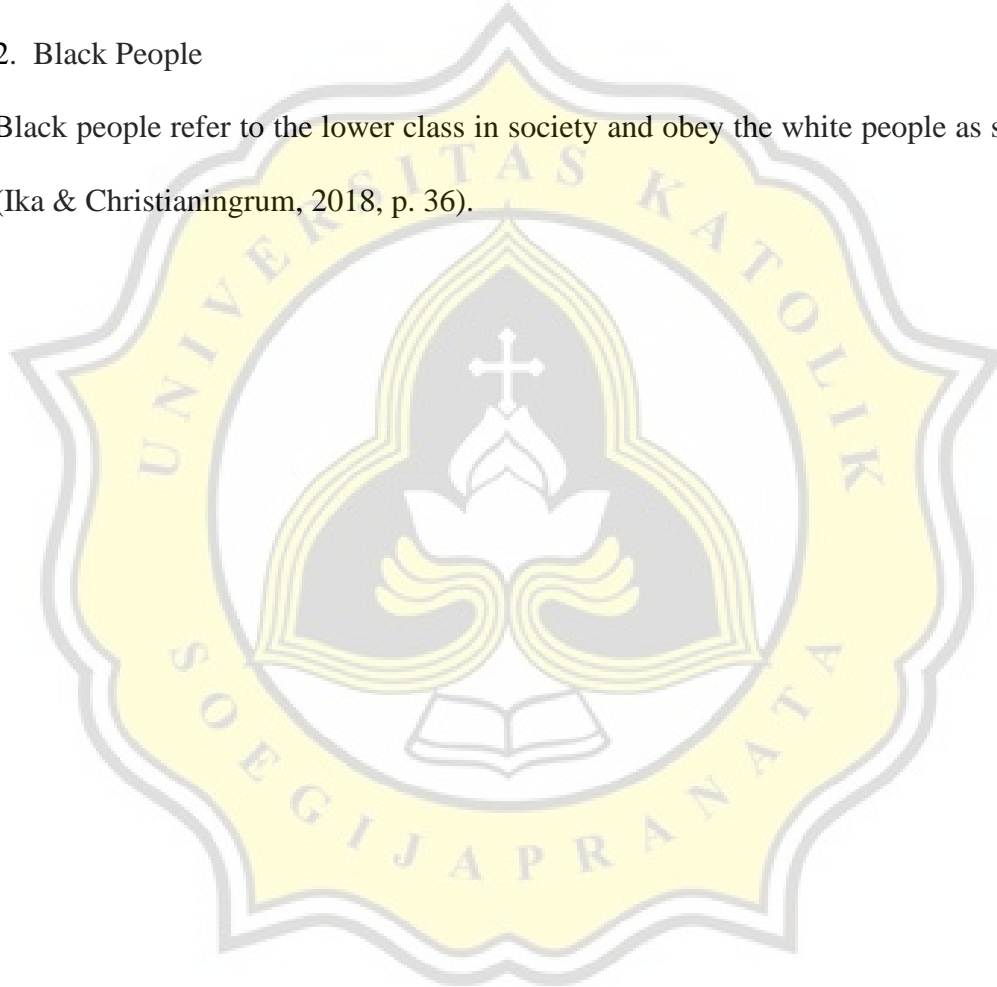 2. Black People
Black people refer to the lower class in society and obey the white people as s
(Ika & Christianingrum, 2018, p. 36).
UNIVERSITAS KATOLIK
SOEGIJAPRANATA